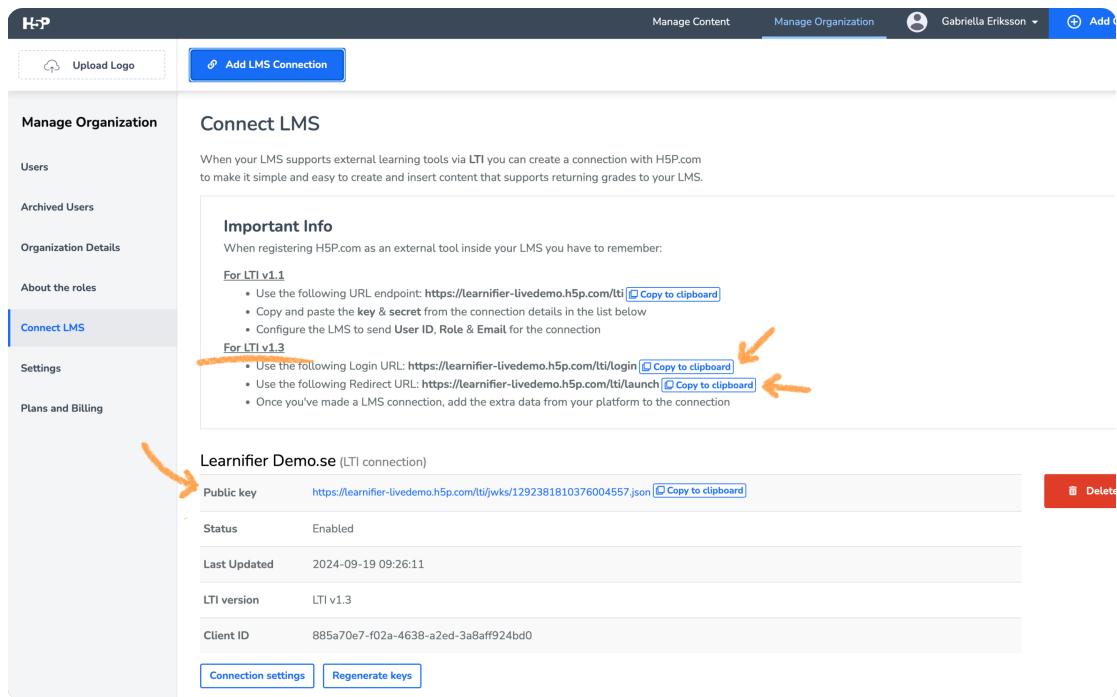 H5P
Manage Content
Manage Organization
Gabriella Eriksson
Add
Upload Logo
Add LMS Connection
Manage Organization
Users
Archived Users
Organization Details
About the roles
Connect LMS
Settings
Plans and Billing
Connect LMS
When your LMS supports external learning tools via LTI you can create a connection with H5P.com
to make it simple and easy to create and insert content that supports returning grades to your LMS.
Important Info
When registering H5P.com as an external tool inside your LMS you have to remember:
For LTI v1.1
• Use the following URL endpoint: https://learnifier-livedemo.h5p.com/lti Copy to clipboard
• Copy and paste the key & secret from the connection details in the list below
• Configure the LMS to send User ID, Role & Email for the connection
For LTI v1.3
• Use the following Login URL: https://learnifier-livedemo.h5p.com/lti/login Copy to clipboard
• Use the following Redirect URL: https://learnifier-livedemo.h5p.com/lti/launch Copy to clipboard
• Once you've made a LMS connection, add the extra data from your platform to the connection
Learnifier Demo.se (LTI connection)
Public key https://learnifier-livedemo.h5p.com/lti/jwks/1292381810376004557.json Copy to clipboard
Delete
Status Enabled
Last Updated 2024-09-19 09:26:11
LTI version LTI v1.3
Client ID 885a70e7-f02a-4638-a2ed-3a8aff924bd0
Connection settings
Regenerate keys